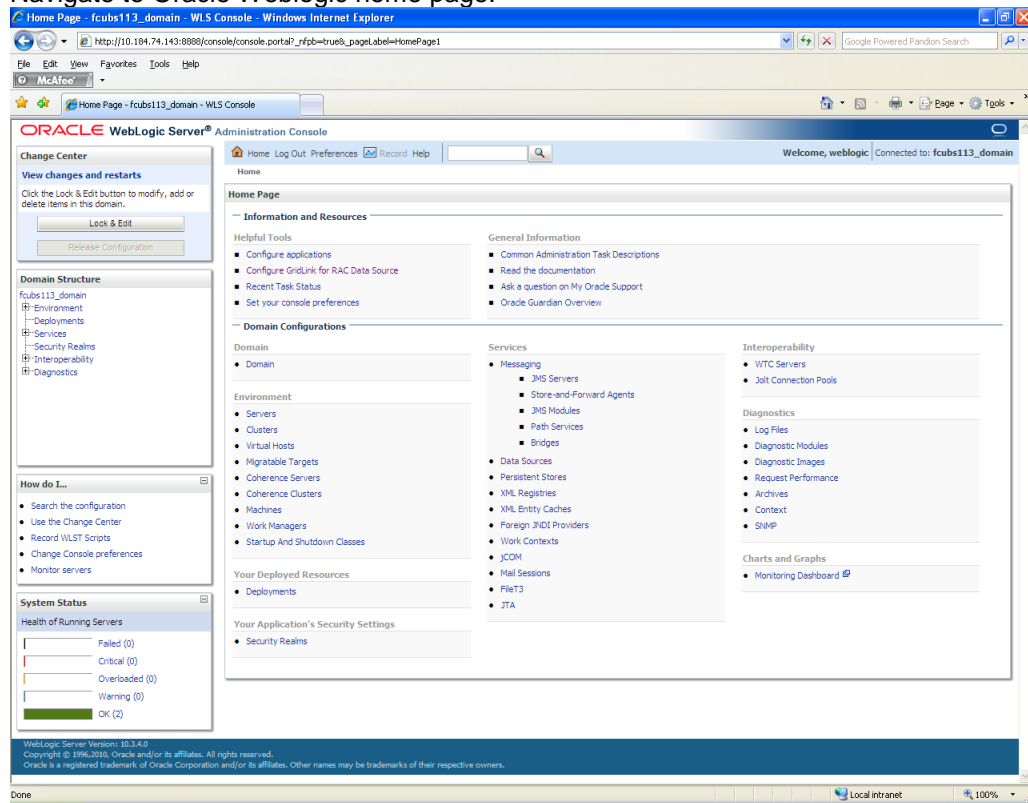 Navigate to Oracle Weblogic home page.
Home Page - fcubs113_domain - WLS Console - Windows Internet Explorer
http://10.184.74.143:8888/console/console.portal?_nfpb=true&_pageLabel=HomePage1
Google Powered Pandion Search
File Edit View Favorites Tools Help
McAfee
Home Page - fcubs113_domain - WLS Console
Page Tools
ORACLE WebLogic Server® Administration Console
Change Center
View changes and restarts
Click the Lock & Edit button to modify, add or
delete items in this domain.
Lock & Edit
Release Configuration
Domain Structure
fcubs113_domain
Environment
Deployments
Services
Security Realms
Interoperability
Diagnostics
How do I...
Search the configuration
Use the Change Center
Record WLST Scripts
Change Console preferences
Monitor servers
System Status
Health of Running Servers
Failed (0)
Critical (0)
Overloaded (0)
Warning (0)
OK (2)
Home Log Out Preferences Record Help
Welcome, weblogic Connected to: fcubs113_domain
Home
Home Page
Information and Resources
Helpful Tools
Configure applications
Configure GridLink for RAC Data Source
Recent Task Status
Set your console preferences
General Information
Common Administration Task Descriptions
Read the documentation
Ask a question on My Oracle Support
Oracle Guardian Overview
Domain Configurations
Domain
Domain
Environment
Servers
Clusters
Virtual Hosts
Migratable Targets
Coherence Servers
Coherence Clusters
Machines
Work Managers
Startup And Shutdown Classes
Your Deployed Resources
Deployments
Your Application's Security Settings
Security Realms
Services
Messaging
JMS Servers
Store-and-Forward Agents
JMS Modules
Path Services
Bridges
Data Sources
Persistent Stores
XML Registries
XML Entity Caches
Foreign JNDI Providers
Work Contexts
jCOM
Mail Sessions
FileT3
JTA
Interoperability
WTC Servers
Jolt Connection Pools
Diagnostics
Log Files
Diagnostic Modules
Diagnostic Images
Request Performance
Archives
Context
SNMP
Charts and Graphs
Monitoring Dashboard
WebLogic Server Version: 10.3.4.0
Copyright © 1996,2010, Oracle and/or its affiliates. All rights reserved.
Oracle is a registered trademark of Oracle Corporation and/or its affiliates. Other names may be trademarks of their respective owners.
Done
Local intranet
100%